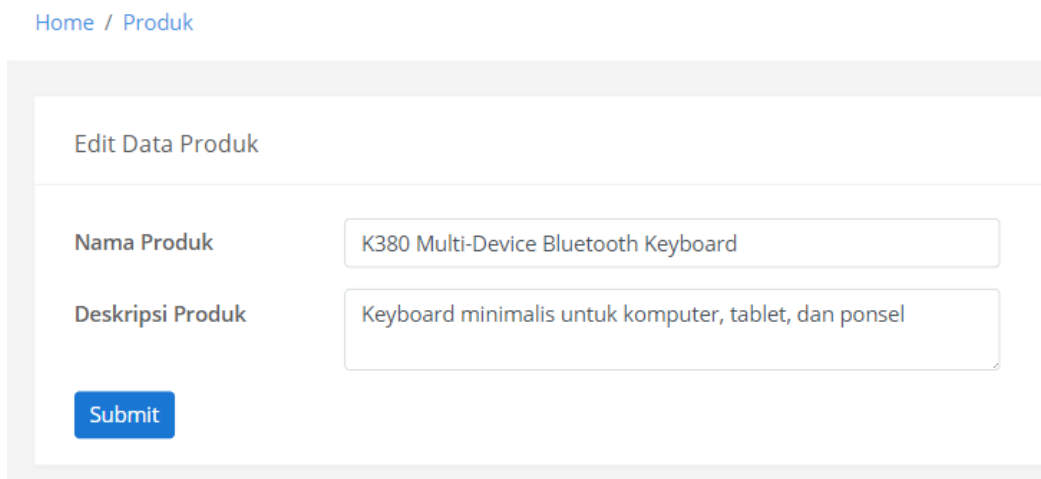 Home / Produk
Edit Data Produk
Nama Produk
K380 Multi-Device Bluetooth Keyboard
Deskripsi Produk
Keyboard minimalis untuk komputer, tablet, dan ponsel
Submit